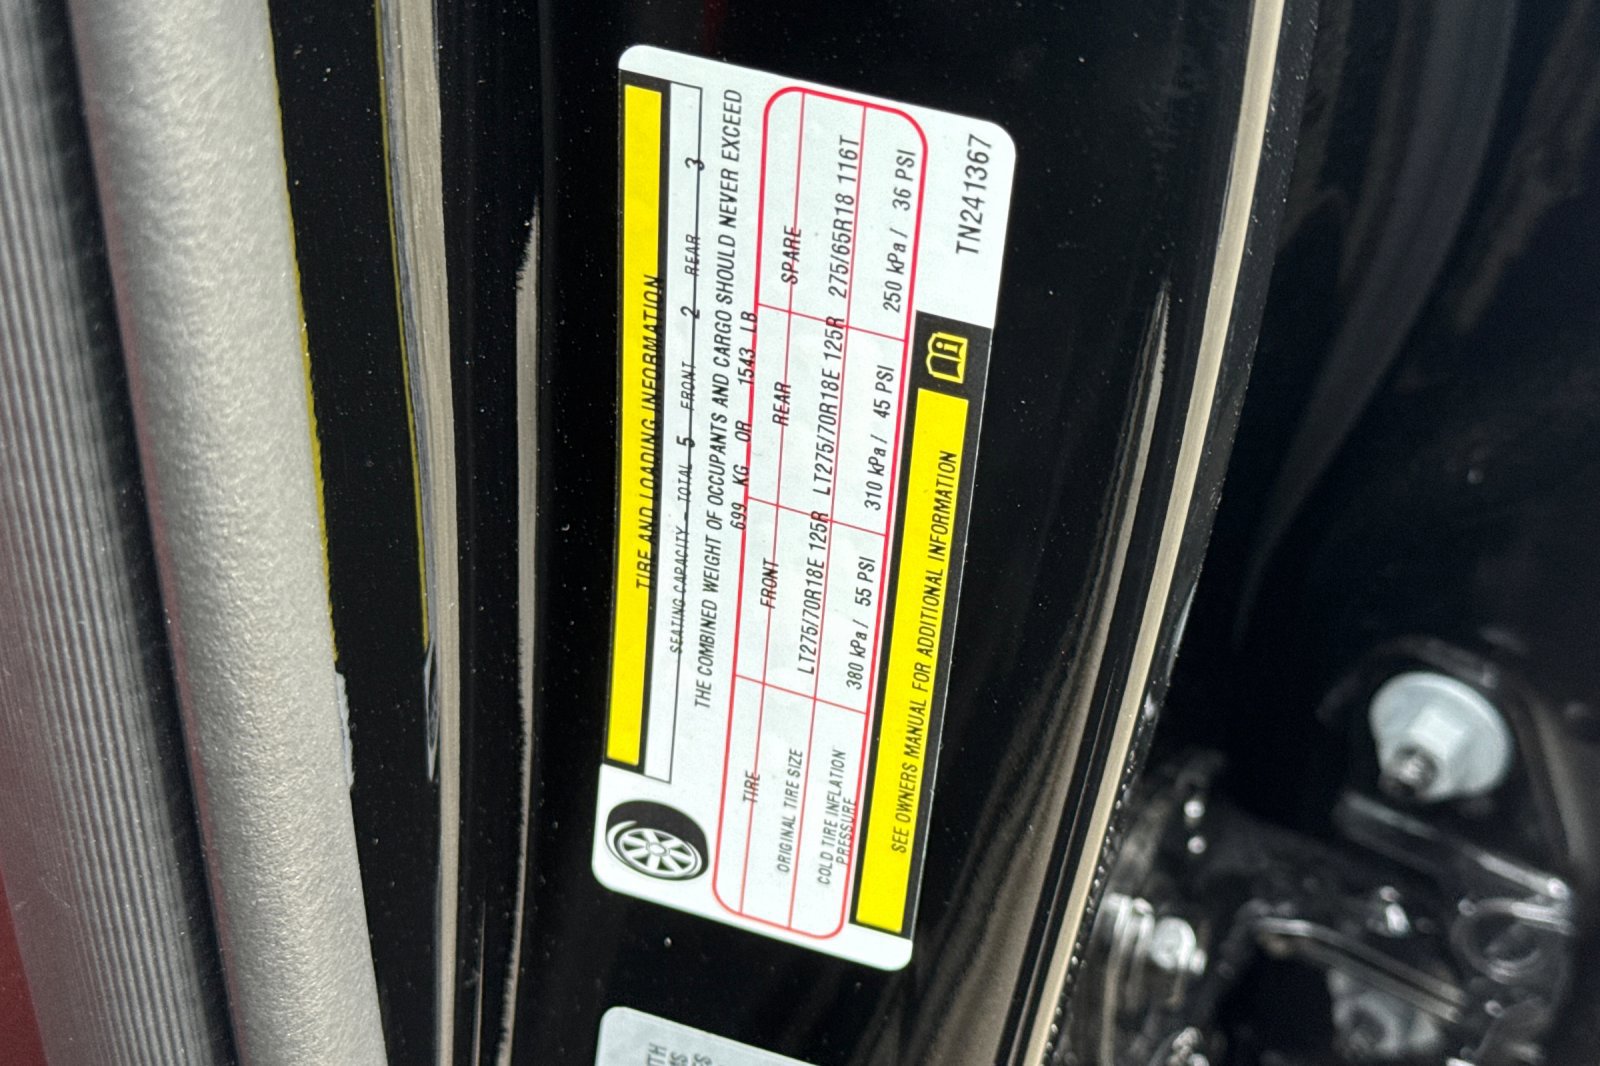 TIRE AND LOADING INFORMATION
SEATING CAPACITY - TOTAL 5 FRONT 2 REAR 3
THE COMBINED WEIGHT OF OCCUPANTS AND CARGO SHOULD NEVER EXCEED
699 KG OR 1543 LB
TIRE FRONT REAR SPARE
ORIGINAL TIRE SIZE LT275/70R18E 125R LT275/70R18E 125R 275/65R18 116T
COLD TIRE INFLATION
PRESSURE 380 kPa / 55 PSI 310 kPa / 45 PSI 250 kPa / 36 PSI
SEE OWNERS MANUAL FOR ADDITIONAL INFORMATION
TN241367